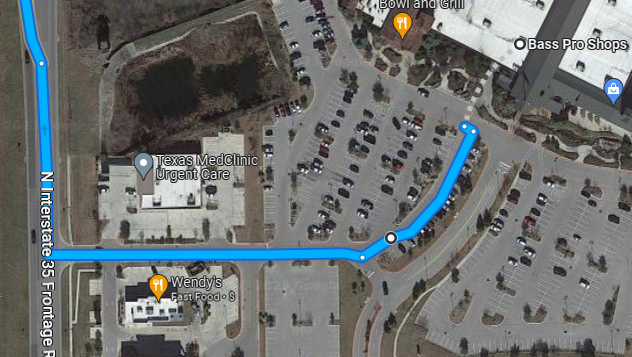 Bowl and Grill
Bass Pro Shops
Texas MedClinic
Urgent Care
N Interstate 35 Frontage R
Wendy's
Fast Food • $